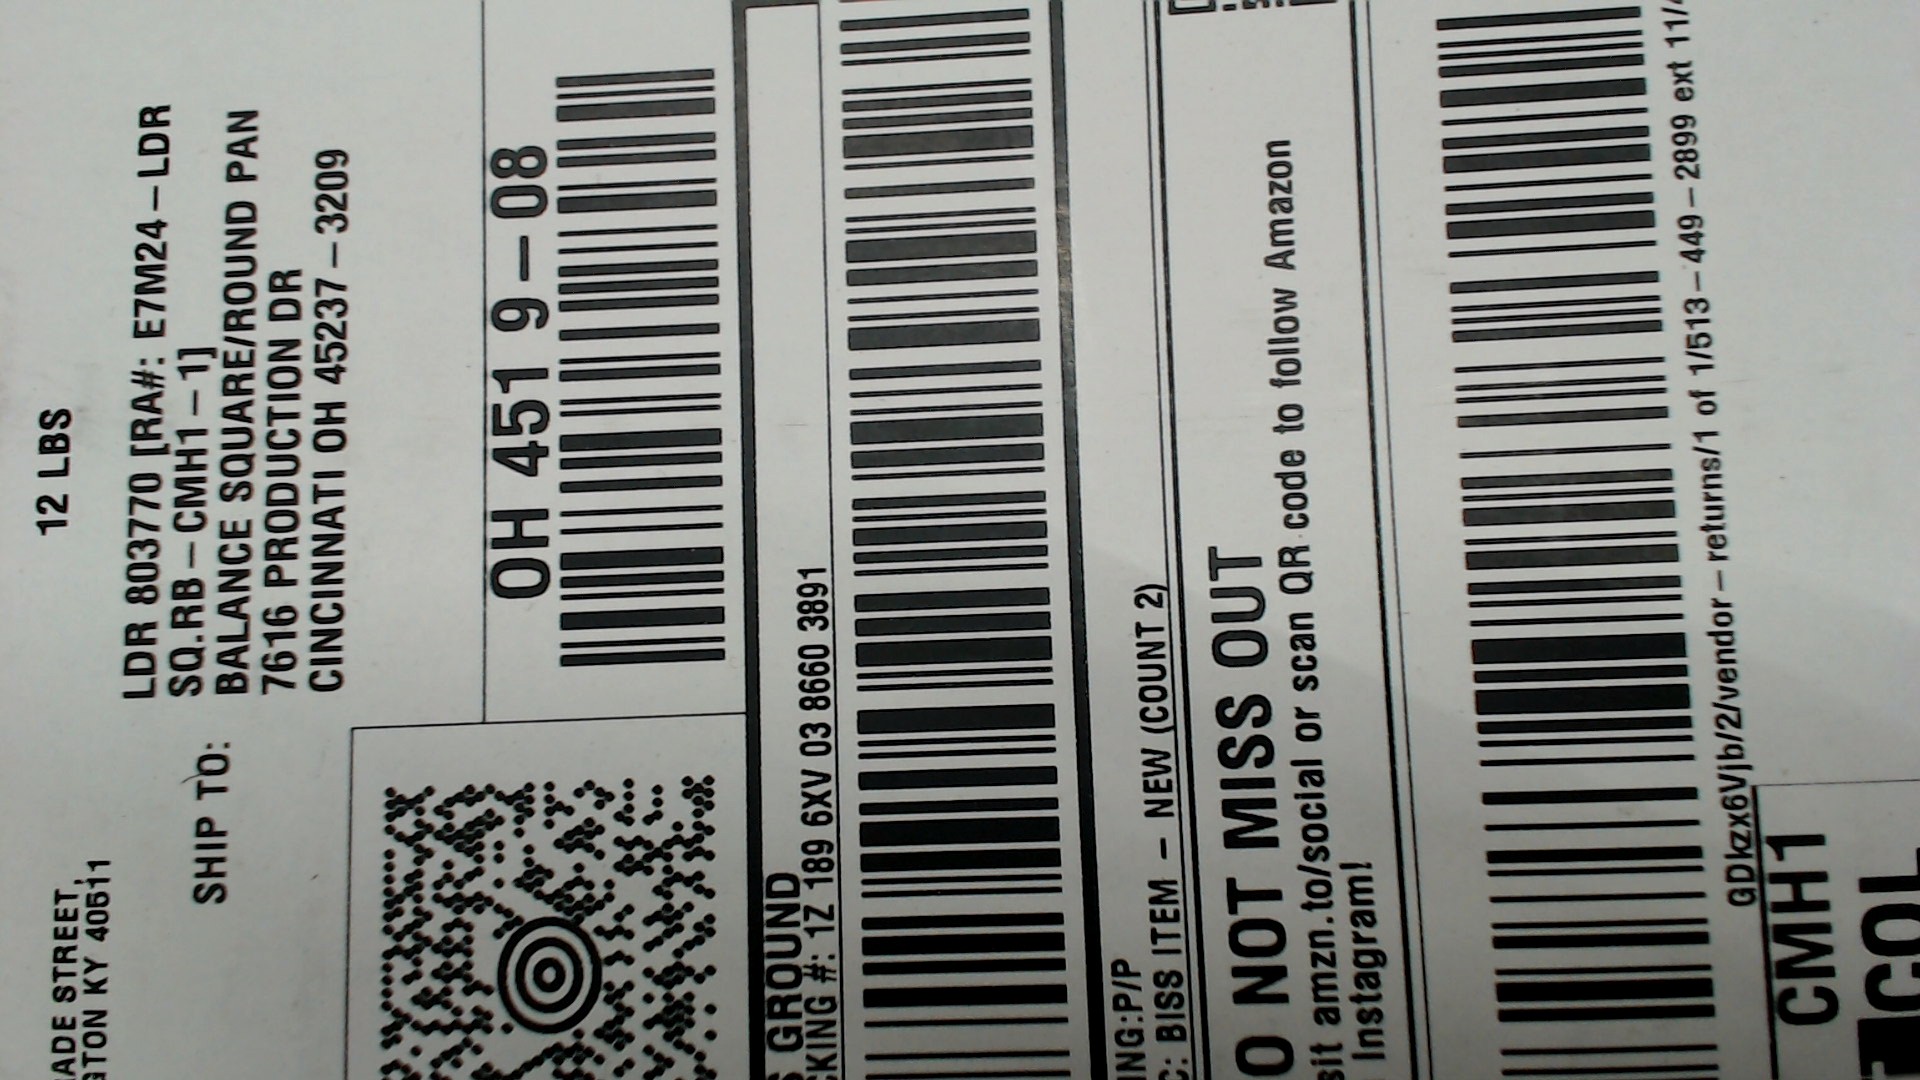 12 LBS
ADE STREET,
GTON KY 40511
SHIP TO:
LDR 803770 [RA#: E7M24-LDR
SQ.RB-CMH1-1]
BALANCE SQUARE/ROUND PAN
7616 PRODUCTION DR
CINCINNATI OH 45237-3209
OH 451 9-08
S GROUND
CKING #: 1Z 189 6XV 03 8660 3891
ING:P/P
C: BISS ITEM - NEW (COUNT 2)
O NOT MISS OUT
sit amzn.to/social or scan QR code to follow Amazon
Instagram!
GDkzx6Vjb/2/vendor-returns/1 of 1/513-449-2899 ext 11/4
CMH1
COL